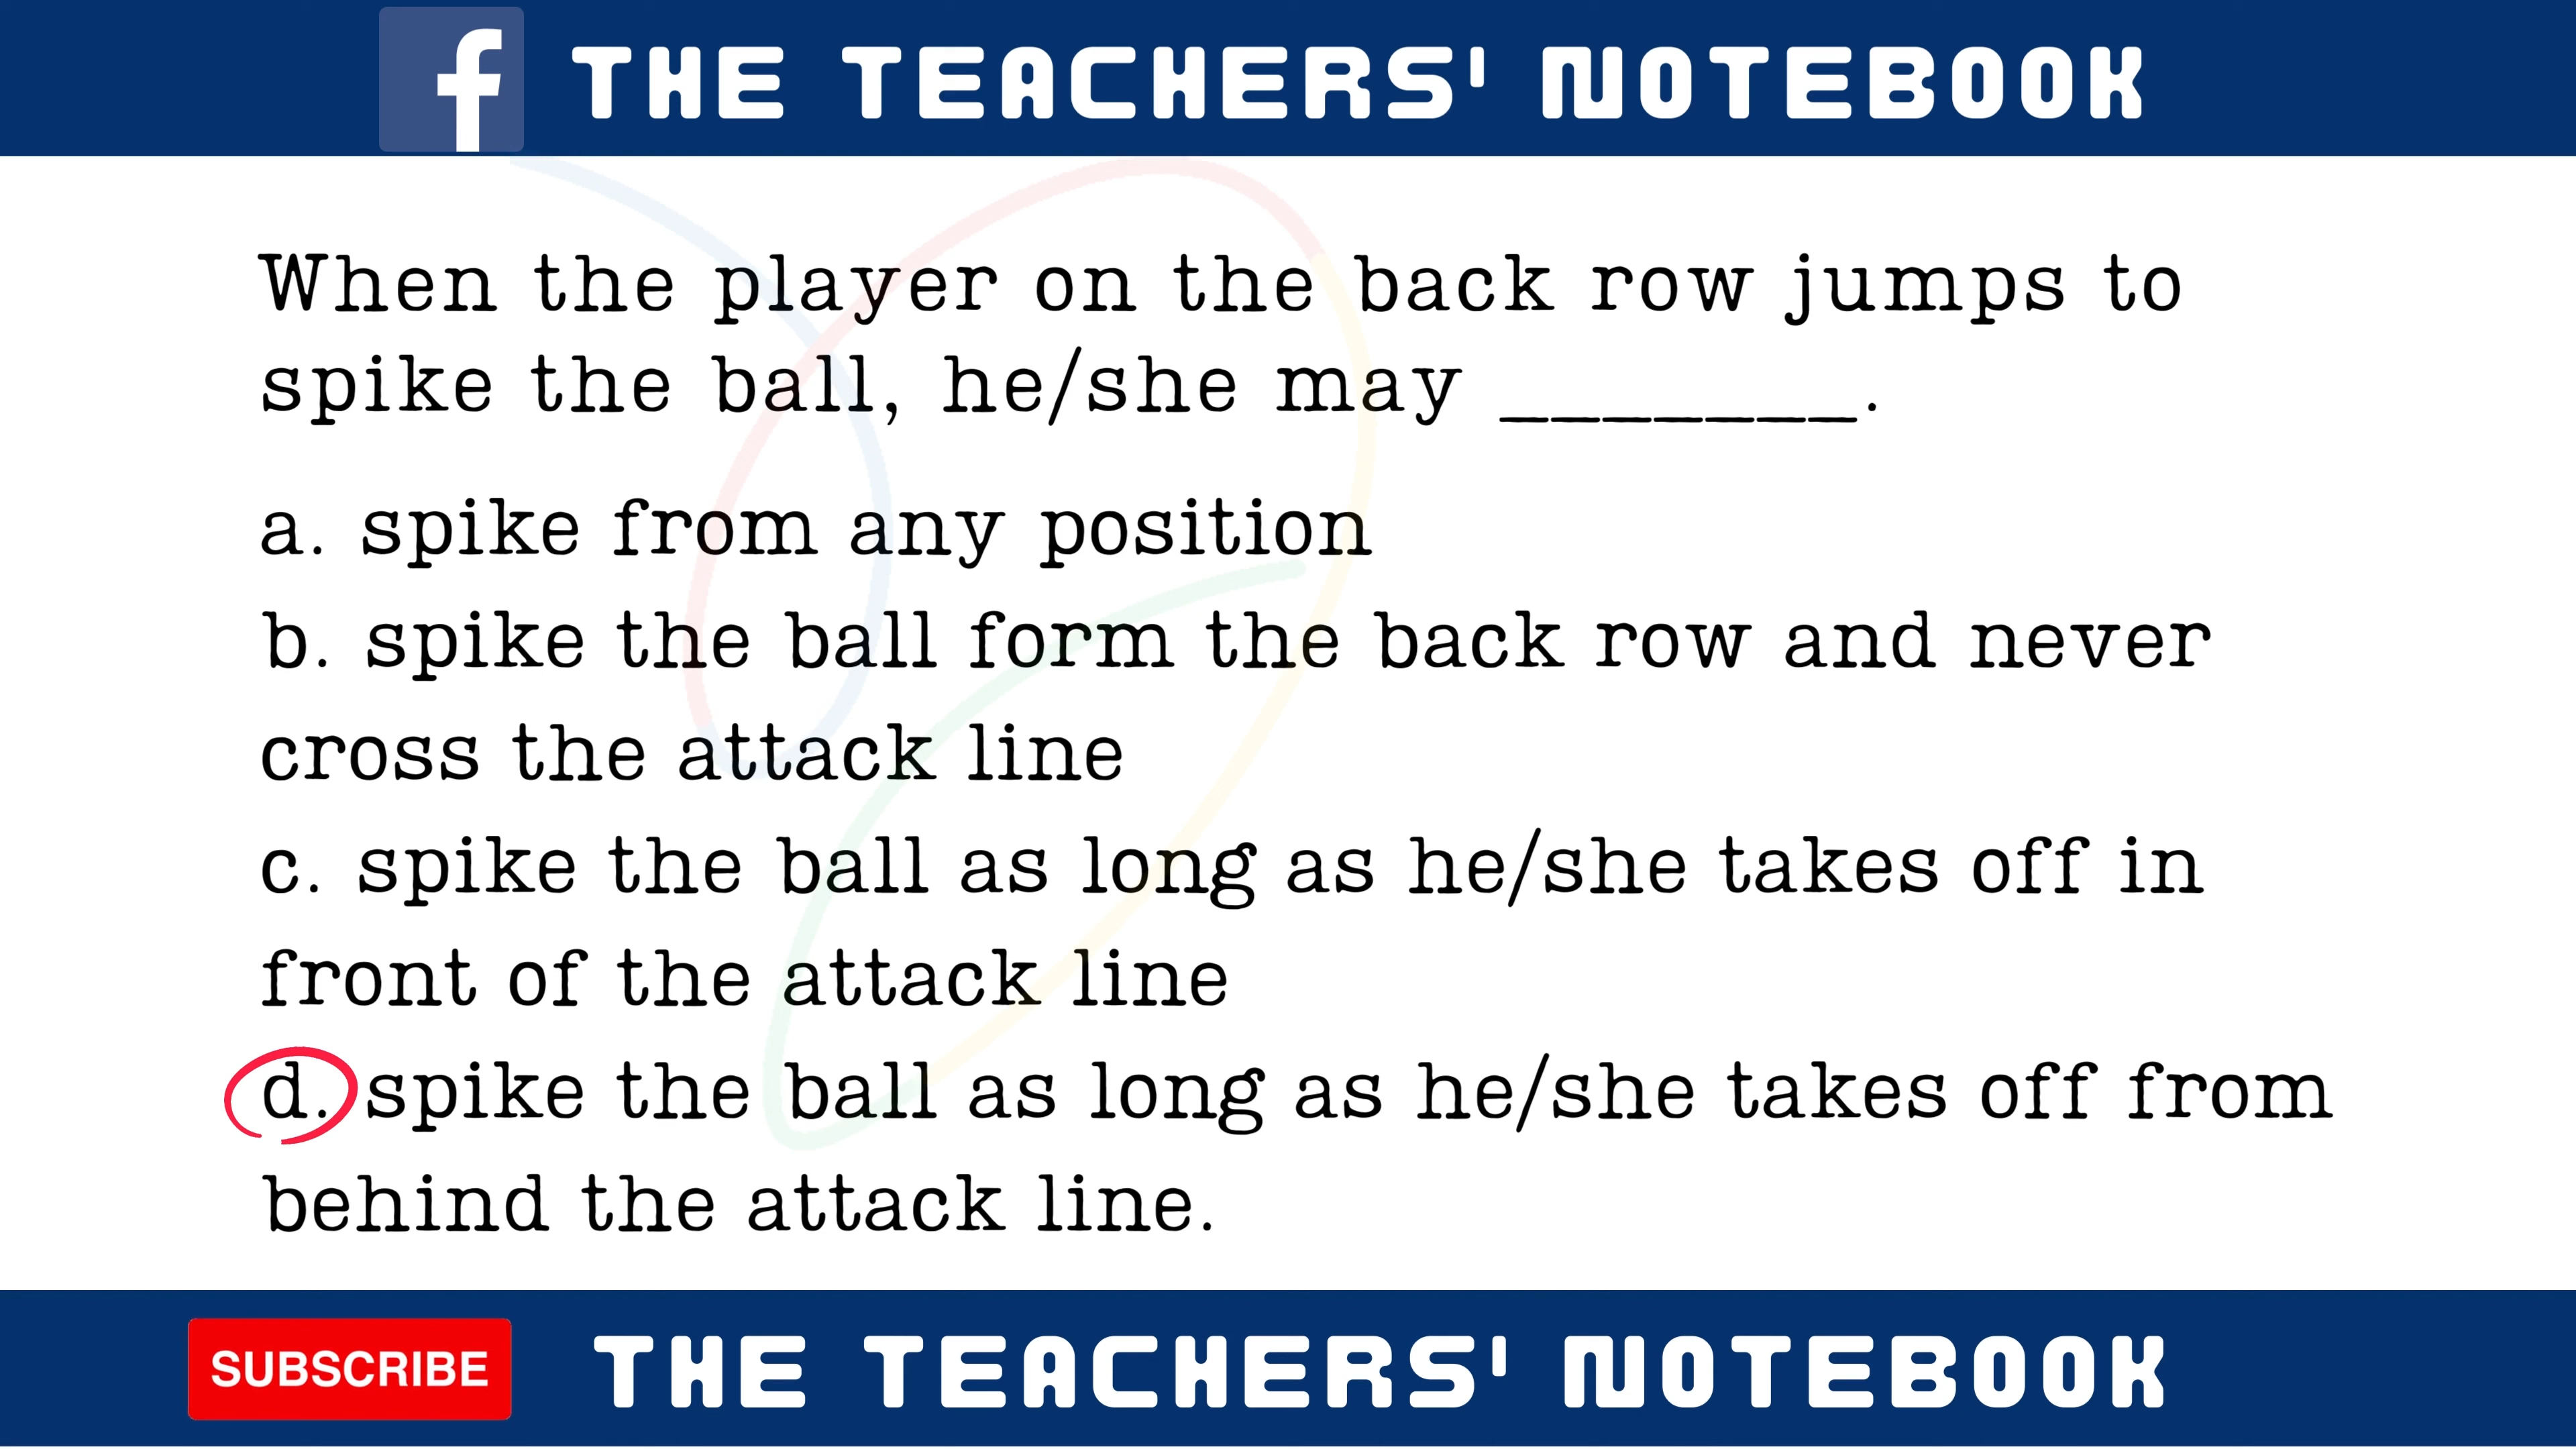 THE TEACHERS' NOTEBOOK
When the player on the back row jumps to
spike the ball, he/she may _______.
a. spike from any position
b. spike the ball form the back row and never
cross the attack line
c. spike the ball as long as he/she takes off in
front of the attack line
d. spike the ball as long as he/she takes off from
behind the attack line.
SUBSCRIBE THE TEACHERS' NOTEBOOK